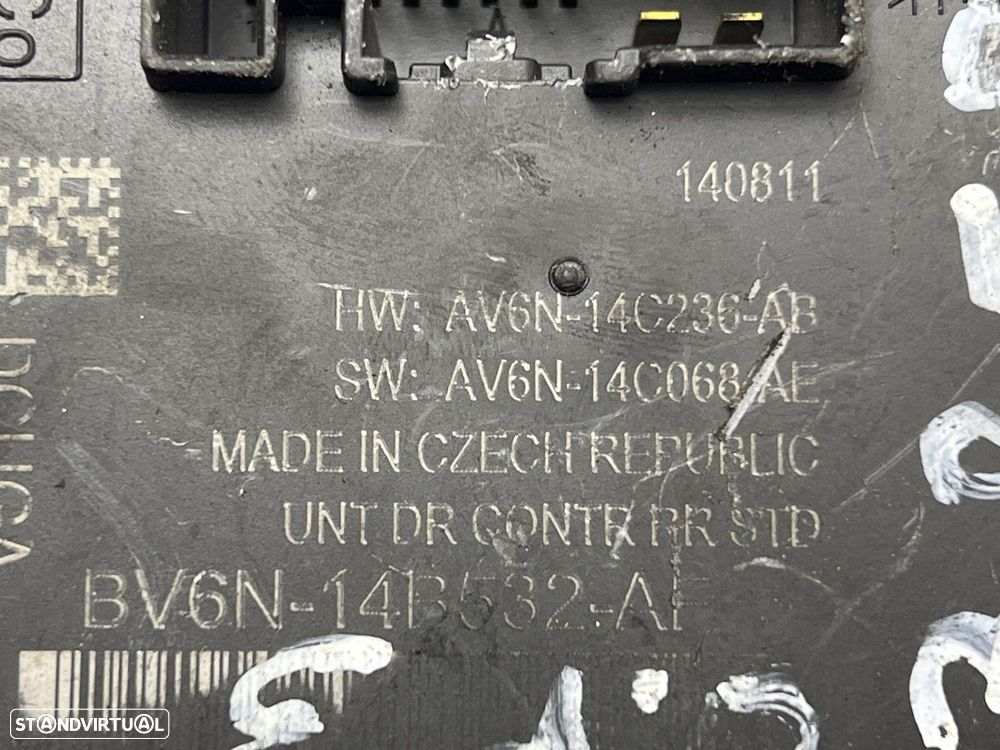 140811
HW: AV6N-14C236-AB
SW: AV6N-14C068-AE
MADE IN CZECH REPUBLIC
UNT DR CONTR RR STD
BV6N-14B532-AF
STANDVIRTUAL